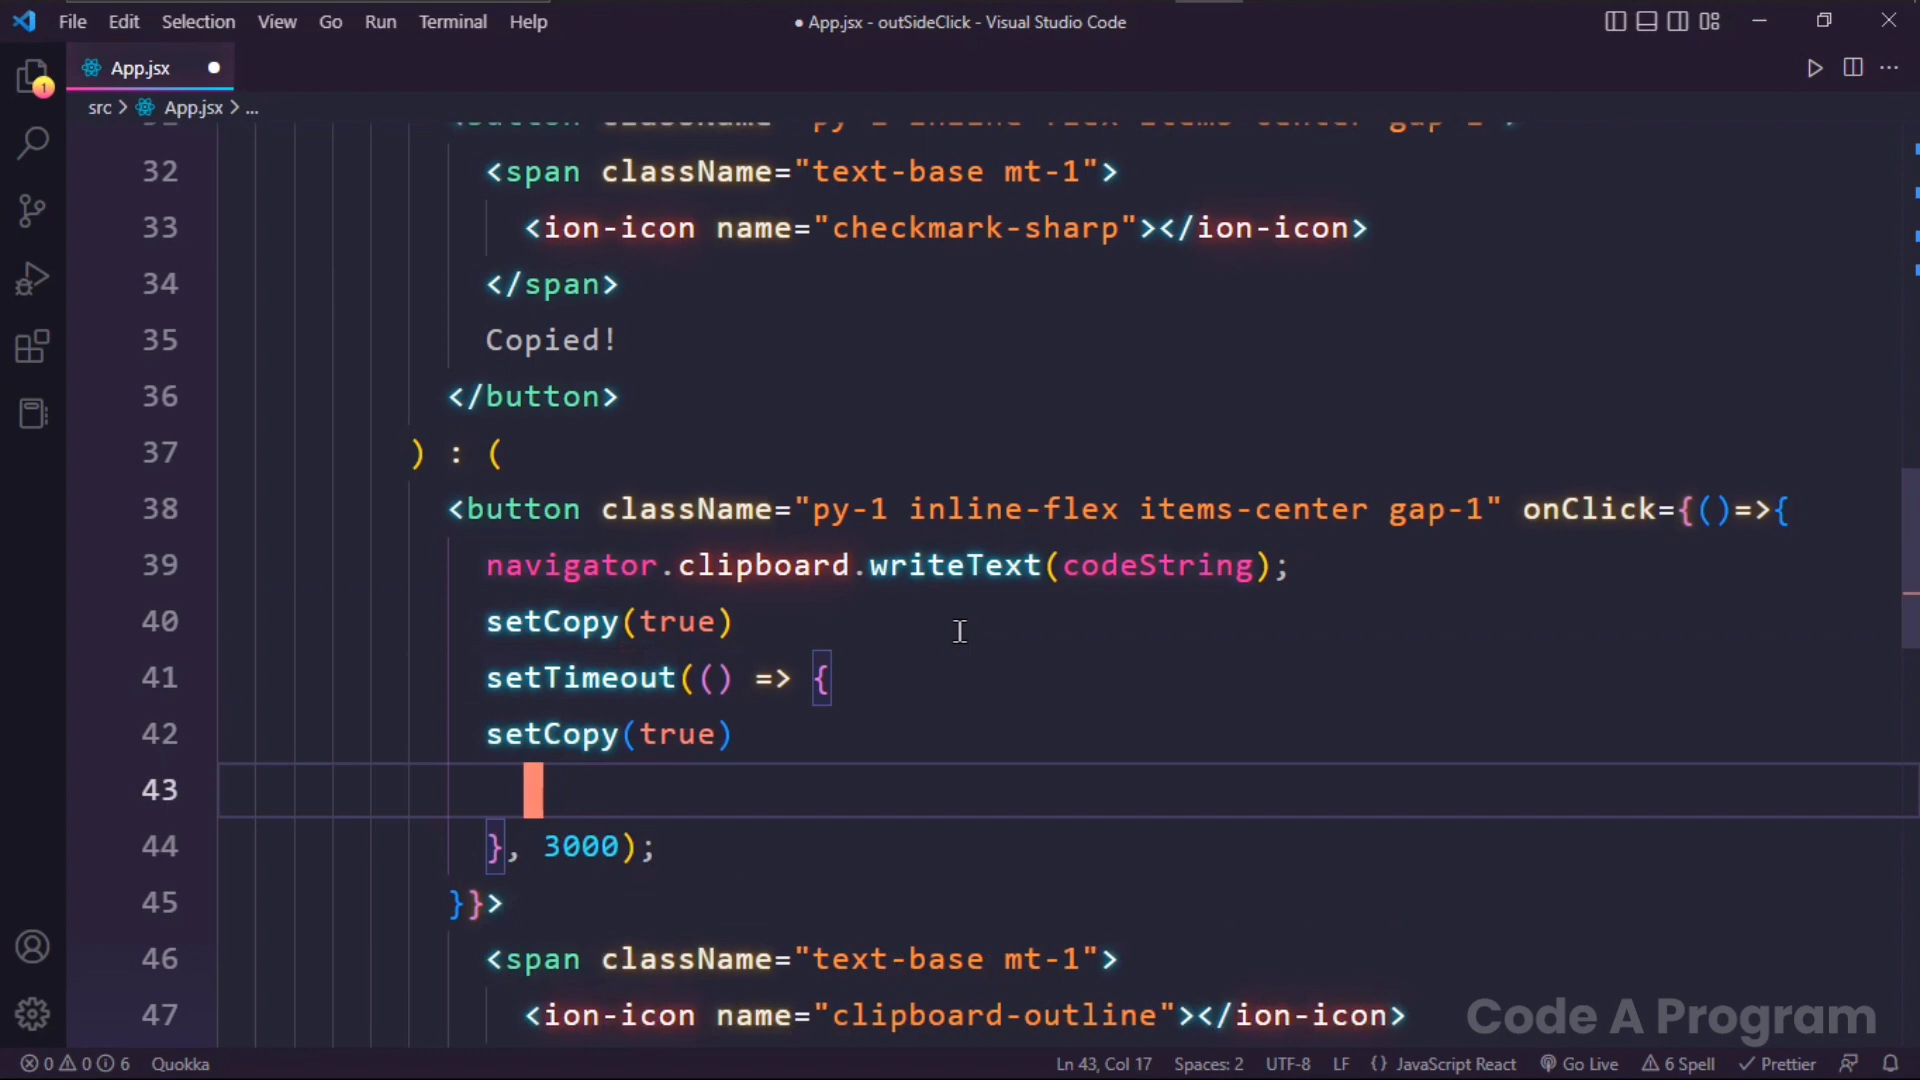 File Edit Selection View Go Run Terminal Help
● App.jsx - outSideClick - Visual Studio Code
App.jsx
src > App.jsx > ...
1
32 <span className="text-base mt-1">
33 <ion-icon name="checkmark-sharp"></ion-icon>
34 </span>
35 Copied!
36 </button>
37 ) : (
38 <button className="py-1 inline-flex items-center gap-1" onClick={()=>{
39 navigator.clipboard.writeText(codeString);
40 setCopy(true)
41 setTimeout(() => {
42 setCopy(true)
43
44 }, 3000);
45 }}>
46 <span className="text-base mt-1">
47 <ion-icon name="clipboard-outline"></ion-icon>
Code A Program
0 0 6 Quokka
Ln 43, Col 17 Spaces: 2 UTF-8 LF {} JavaScript React Go Live 6 Spell Prettier